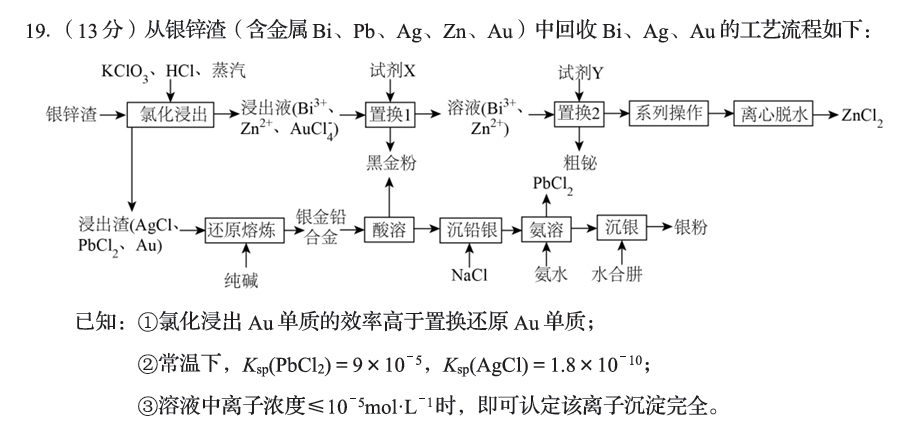 19.（13分）从银锌渣（含金属Bi、Pb、Ag、Zn、Au）中回收Bi、Ag、Au的工艺流程如下：
KClO₃、HCl、蒸汽
试剂X
试剂Y
银锌渣
氯化浸出
浸出液(Bi³⁺、
Zn²⁺、AuCl₄⁻)
置换1
溶液(Bi³⁺、
Zn²⁺)
置换2
系列操作
离心脱水
ZnCl₂
黑金粉
粗铋
PbCl₂
浸出渣(AgCl、
PbCl₂、Au)
还原熔炼
银金铅
合金
酸溶
沉铅银
氨溶
沉银
银粉
纯碱
NaCl
氨水
水合肼
已知：①氯化浸出Au单质的效率高于置换还原Au单质；
②常温下，Ksp(PbCl₂)=9×10⁻⁵，Ksp(AgCl)=1.8×10⁻¹⁰；
③溶液中离子浓度≤10⁻⁵mol·L⁻¹时，即可认定该离子沉淀完全。